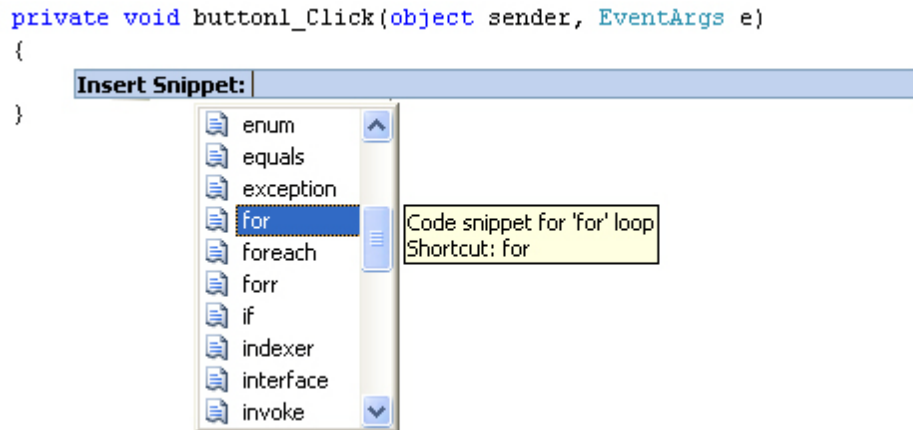 private void button1_Click(object sender, EventArgs e)
{
Insert Snippet:
}
enum
equals
exception
for
foreach
forr
if
indexer
interface
invoke
Code snippet for 'for' loop
Shortcut: for